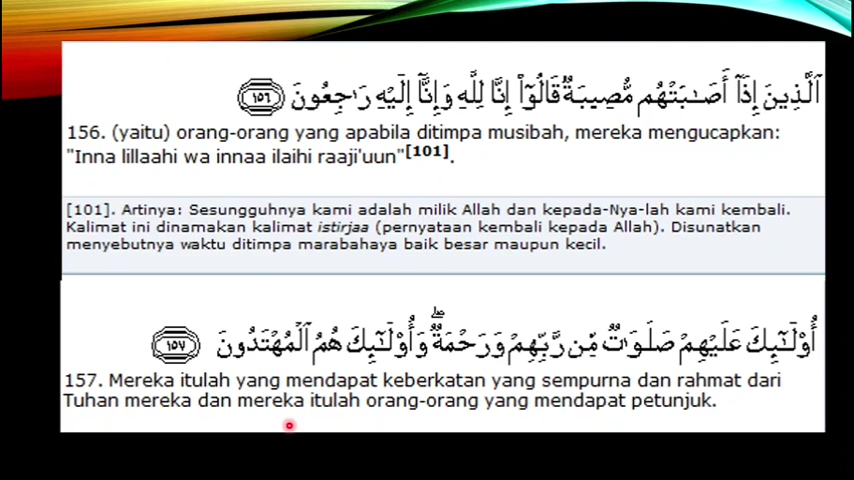 ٱلَّذِينَ إِذَآ أَصَـٰبَتْهُم مُّصِيبَةٌ قَالُوٓا۟ إِنَّا لِلَّهِ وَإِنَّآ إِلَيْهِ رَٰجِعُونَ ١٥٦
156. (yaitu) orang-orang yang apabila ditimpa musibah, mereka mengucapkan:
"Inna lillaahi wa innaa ilaihi raaji'uun"[101].
[101]. Artinya: Sesungguhnya kami adalah milik Allah dan kepada-Nya-lah kami kembali.
Kalimat ini dinamakan kalimat istirjaa (pernyataan kembali kepada Allah). Disunatkan
menyebutnya waktu ditimpa marabahaya baik besar maupun kecil.
أُو۟لَـٰٓئِكَ عَلَيْهِمْ صَلَوَٰتٌ مِّن رَّبِّهِمْ وَرَحْمَةٌ ۖ وَأُو۟لَـٰٓئِكَ هُمُ ٱلْمُهْتَدُونَ ١٥٧
157. Mereka itulah yang mendapat keberkatan yang sempurna dan rahmat dari
Tuhan mereka dan mereka itulah orang-orang yang mendapat petunjuk.